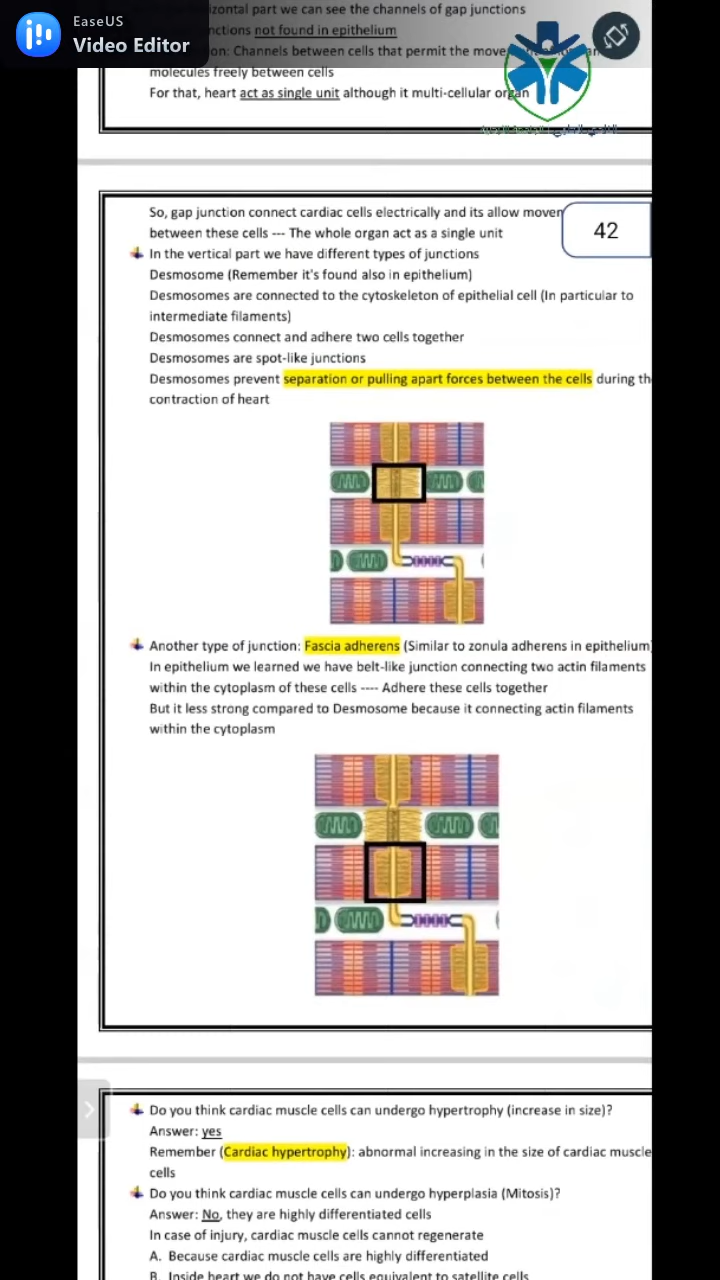 EaseUS
Video Editor
zontal part we can see the channels of gap junctions
nctions not found in epithelium
on: Channels between cells that permit the move
molecules freely between cells
For that, heart act as single unit although it multi-cellular organ
So, gap junction connect cardiac cells electrically and its allow movem
between these cells --- The whole organ act as a single unit
42
In the vertical part we have different types of junctions
Desmosome (Remember it's found also in epithelium)
Desmosomes are connected to the cytoskeleton of epithelial cell (In particular to
intermediate filaments)
Desmosomes connect and adhere two cells together
Desmosomes are spot-like junctions
Desmosomes prevent separation or pulling apart forces between the cells during th
contraction of heart
Another type of junction: Fascia adherens (Similar to zonula adherens in epithelium)
In epithelium we learned we have belt-like junction connecting two actin filaments
within the cytoplasm of these cells ---- Adhere these cells together
But it less strong compared to Desmosome because it connecting actin filaments
within the cytoplasm
Do you think cardiac muscle cells can undergo hypertrophy (increase in size)?
Answer: yes
Remember (Cardiac hypertrophy): abnormal increasing in the size of cardiac muscle
cells
Do you think cardiac muscle cells can undergo hyperplasia (Mitosis)?
Answer: No, they are highly differentiated cells
In case of injury, cardiac muscle cells cannot regenerate
A. Because cardiac muscle cells are highly differentiated
B. Inside heart we do not have cells equivalent to satellite cells